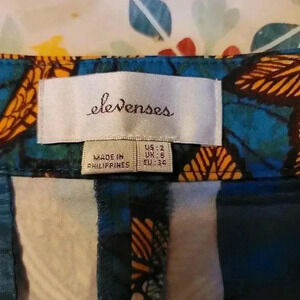 elevenses
MADE IN
PHILIPPINES
US: 2
UK: 6
EU: 34